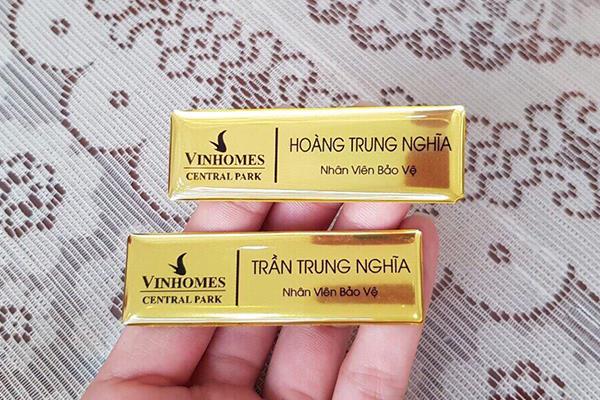 VINHOMES
CENTRAL PARK
HOÀNG TRUNG NGHĨA
Nhân Viên Bảo Vệ
VINHOMES
CENTRAL PARK
TRẦN TRUNG NGHĨA
Nhân Viên Bảo Vệ